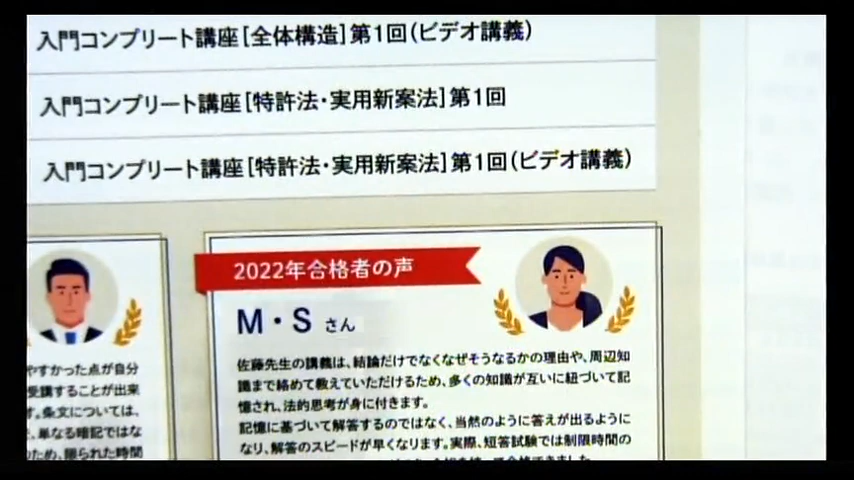 入門コンプリート講座[全体構造]第1回(ビデオ講義)
入門コンプリート講座[特許法・実用新案法]第1回
入門コンプリート講座[特許法・実用新案法]第1回(ビデオ講義)
やすかった点が自分
受講することが出来
す。条文については、
単なる暗記ではな
ため、限られた時間
2022年合格者の声
M・S さん
佐藤先生の講義は、結論だけでなくなぜそうなるかの理由や、周辺知
識まで絡めて教えていただけるため、多くの知識が互いに紐づいて記
憶され、法的思考が身に付きます。
記憶に基づいて解答するのではなく、当然のように答えが出るように
なり、解答のスピードが早くなります。実際、短答試験では制限時間の